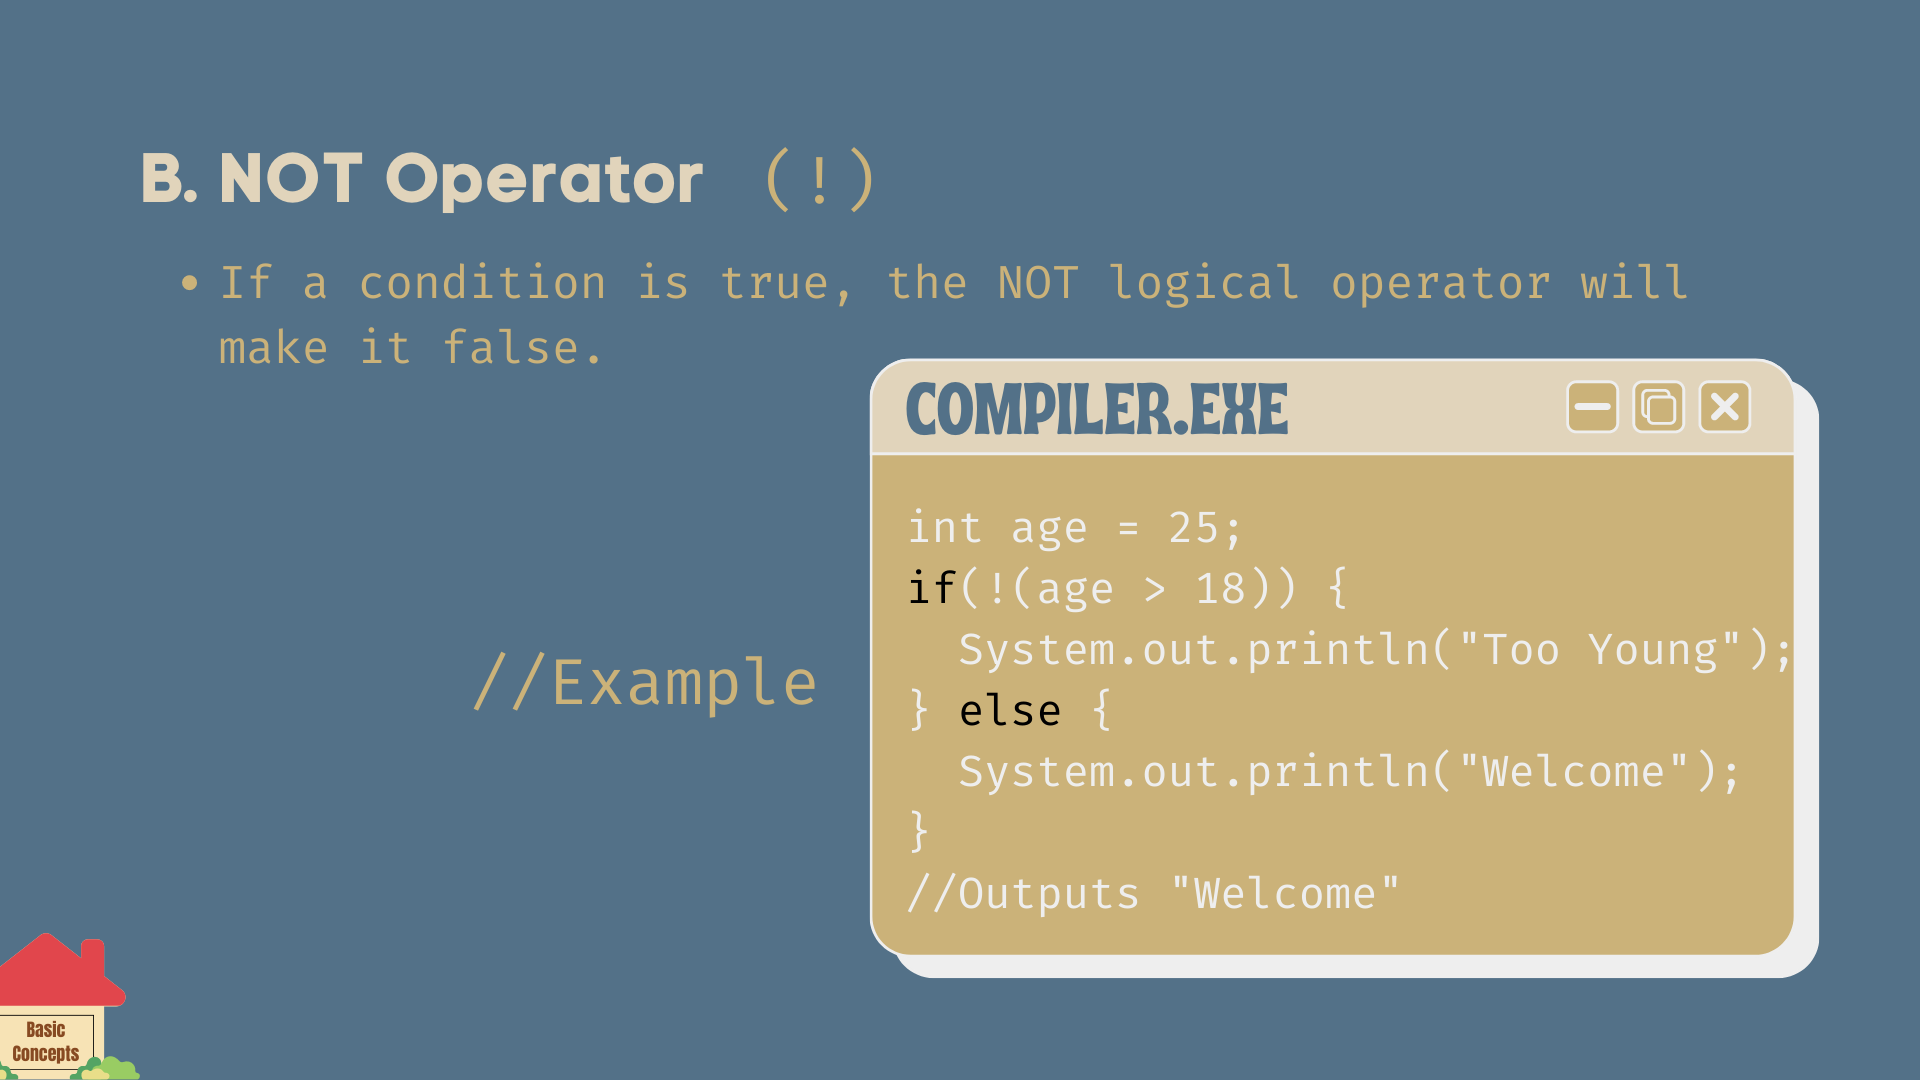 B. NOT Operator (!)
• If a condition is true, the NOT logical operator will
make it false.
COMPILER.EXE
int age = 25;
if(!(age > 18)) {
  System.out.println("Too Young");
} else {
  System.out.println("Welcome");
}
//Outputs "Welcome"
//Example
Basic
Concepts